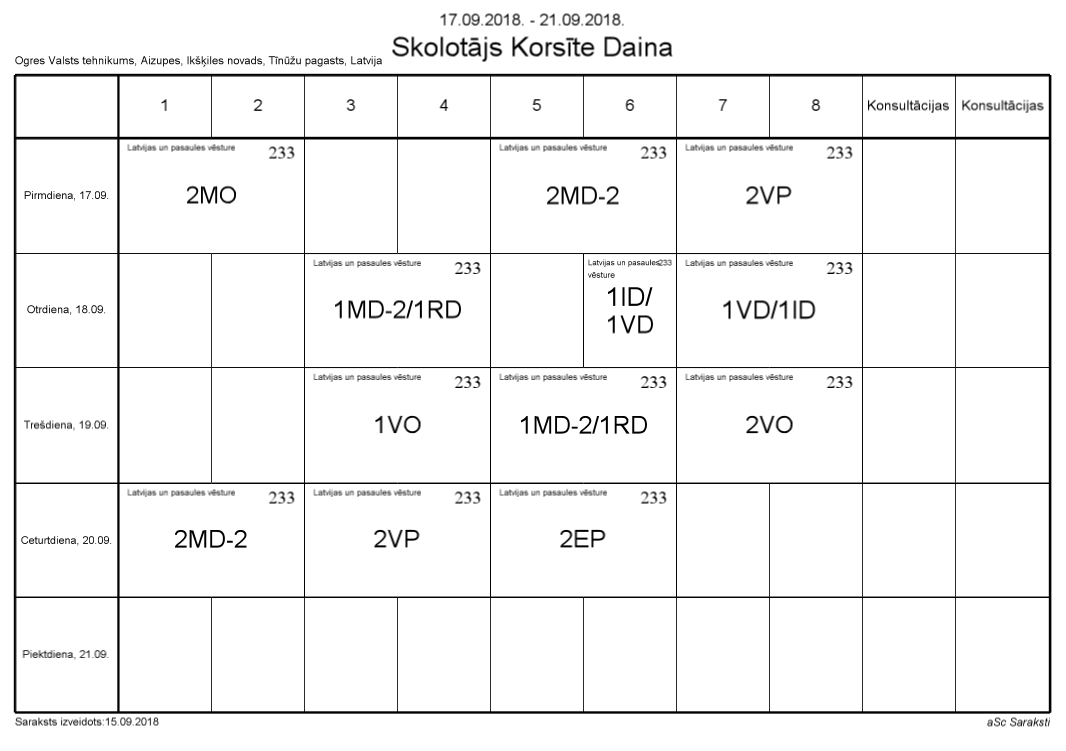 17.09.2018. - 21.09.2018.
Skolotājs Korsīte Daina
Ogres Valsts tehnikums, Aizupes, Ikšķiles novads, Tīnūžu pagasts, Latvija
1 2 3 4 5 6 7 8 Konsultācijas Konsultācijas
Latvijas un pasaules vēsture 233 Latvijas un pasaules vēsture 233 Latvijas un pasaules vēsture 233
Pirmdiena, 17.09. 2MO 2MD-2 2VP
Latvijas un pasaules vēsture 233 Latvijas un pasaules 233 Latvijas un pasaules vēsture 233
vēsture
Otrdiena, 18.09. 1MD-2/1RD 1ID/ 1VD/1ID
1VD
Latvijas un pasaules vēsture 233 Latvijas un pasaules vēsture 233 Latvijas un pasaules vēsture 233
Trešdiena, 19.09. 1VO 1MD-2/1RD 2VO
Latvijas un pasaules vēsture 233 Latvijas un pasaules vēsture 233 Latvijas un pasaules vēsture 233
Ceturtdiena, 20.09. 2MD-2 2VP 2EP
Piektdiena, 21.09.
Saraksts izveidots:15.09.2018 aSc Saraksti